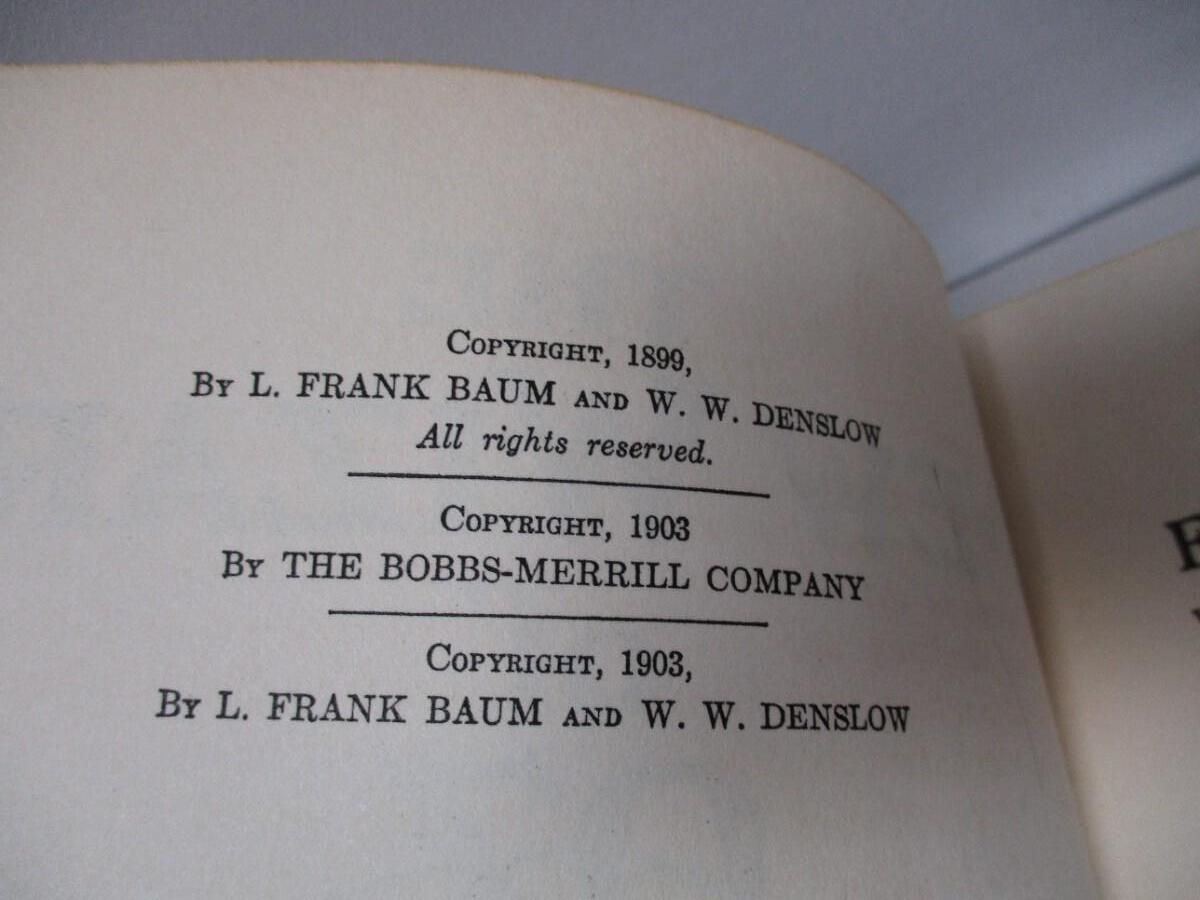 Copyright, 1899,
By L. FRANK BAUM and W. W. DENSLOW
All rights reserved.
Copyright, 1903
By THE BOBBS-MERRILL COMPANY
Copyright, 1903,
By L. FRANK BAUM and W. W. DENSLOW